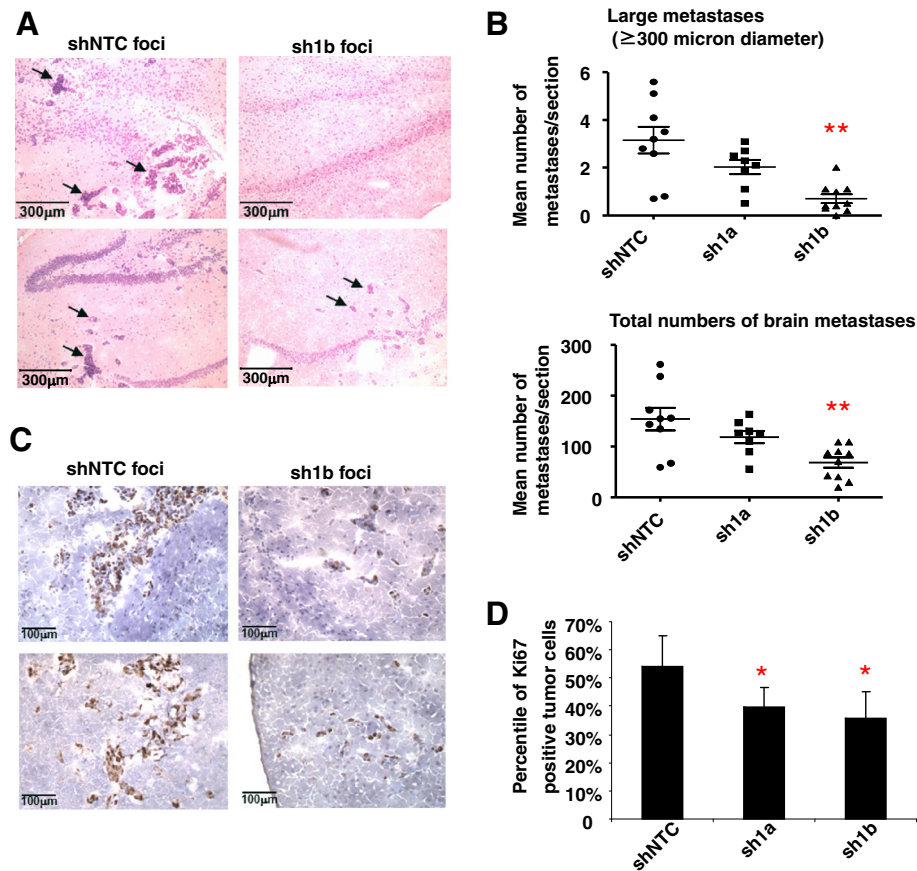 A
shNTC foci
sh1b foci
300µm
300µm
300µm
B
Large metastases
(≥300 micron diameter)
Mean number of
metastases/section
6
4
2
0
**
shNTC
sh1a
sh1b
Total numbers of brain metastases
Mean number of
metastases/section
300
200
100
0
**
shNTC
sh1a
sh1b
C
shNTC foci
sh1b foci
100µm
100µm
100µm
100µm
D
Percentile of Ki67
positive tumor cells
70%
60%
50%
40%
30%
20%
10%
0
*
*
shNTC
sh1a
sh1b
300µm